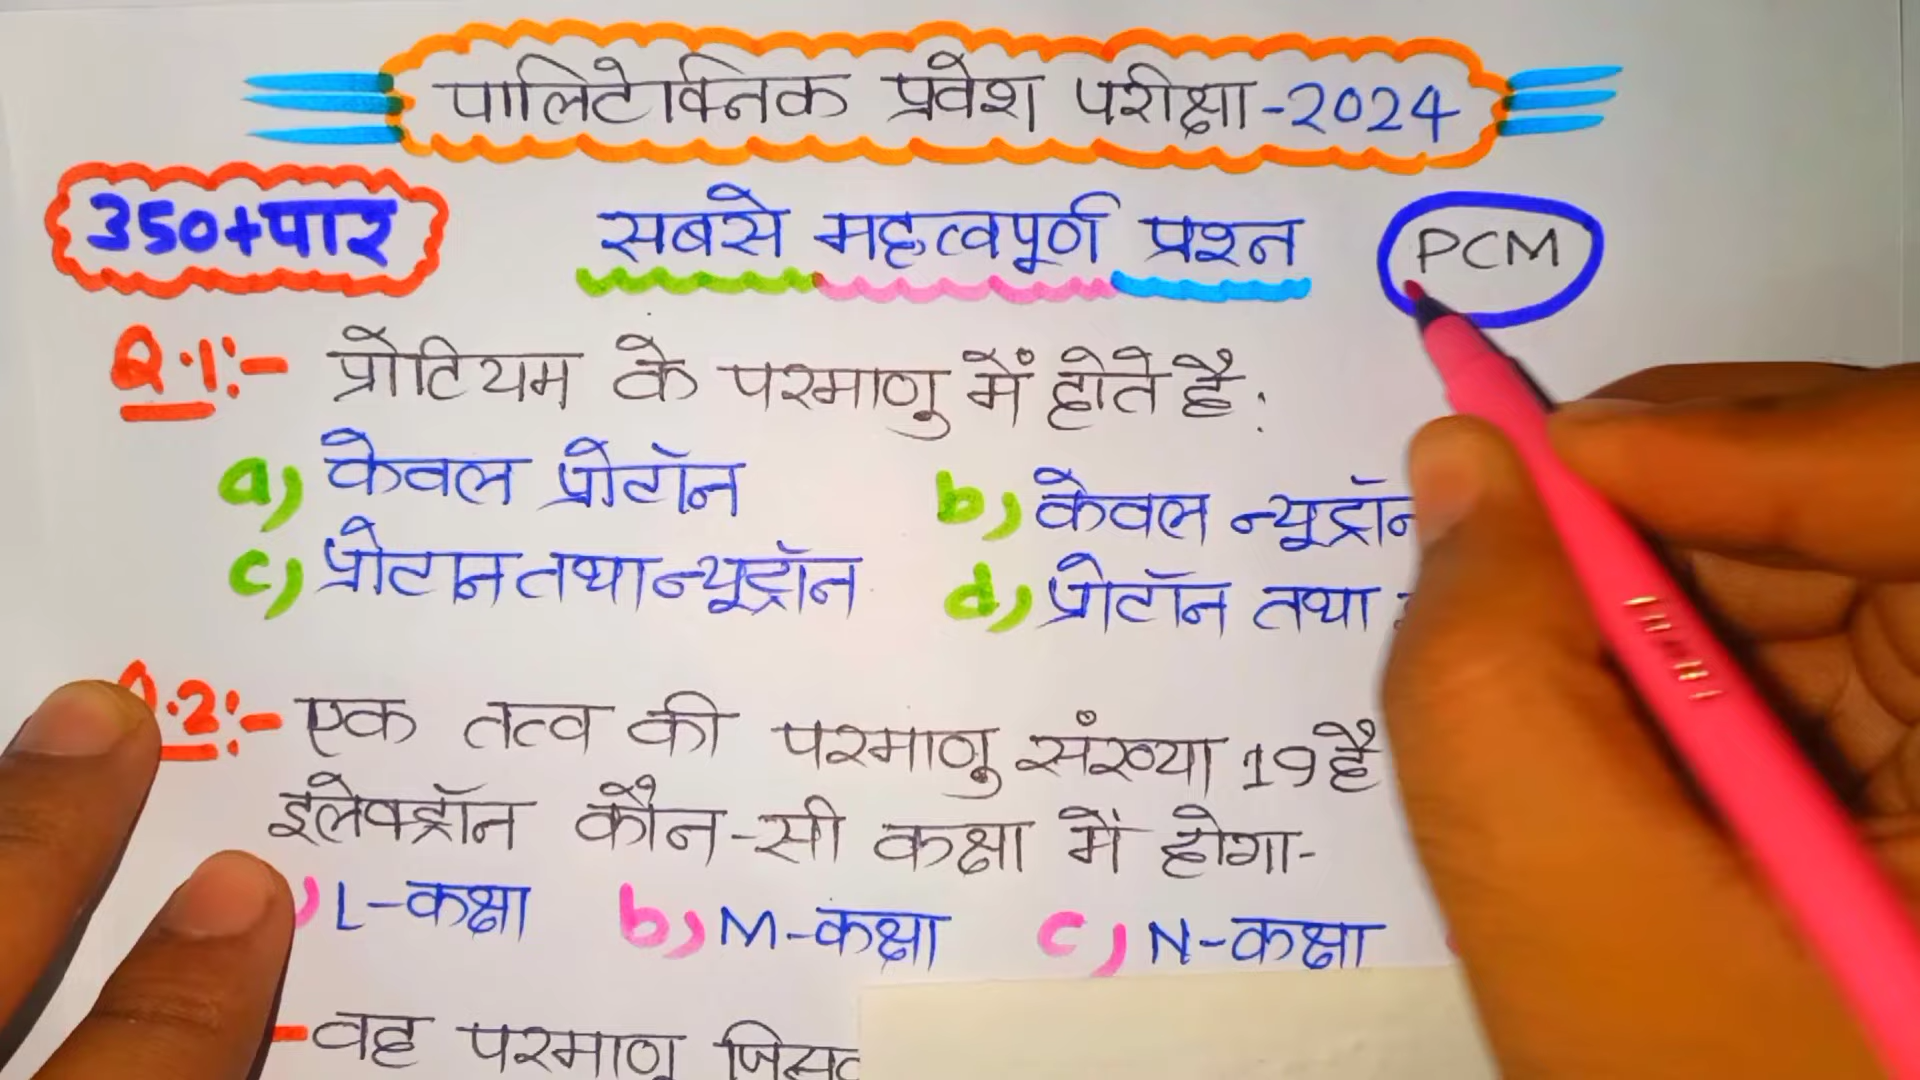 पालिटेक्निक प्रवेश परीक्षा-2024
350+पार सबसे महत्वपूर्ण प्रश्न PCM
Q.1:- प्रोटियम के परमाणु में होते है:
a) केवल प्रोटॉन b) केवल न्यूट्रॉन
c) प्रोटान तथा न्यूट्रॉन d) प्रोटॉन तथा
Q.2:- एक तत्व की परमाणु संख्या 19 है
इलेक्ट्रॉन कौन-सी कक्षा में होगा-
) L-कक्षा b) M-कक्षा c) N-कक्षा
-वह परमाणु